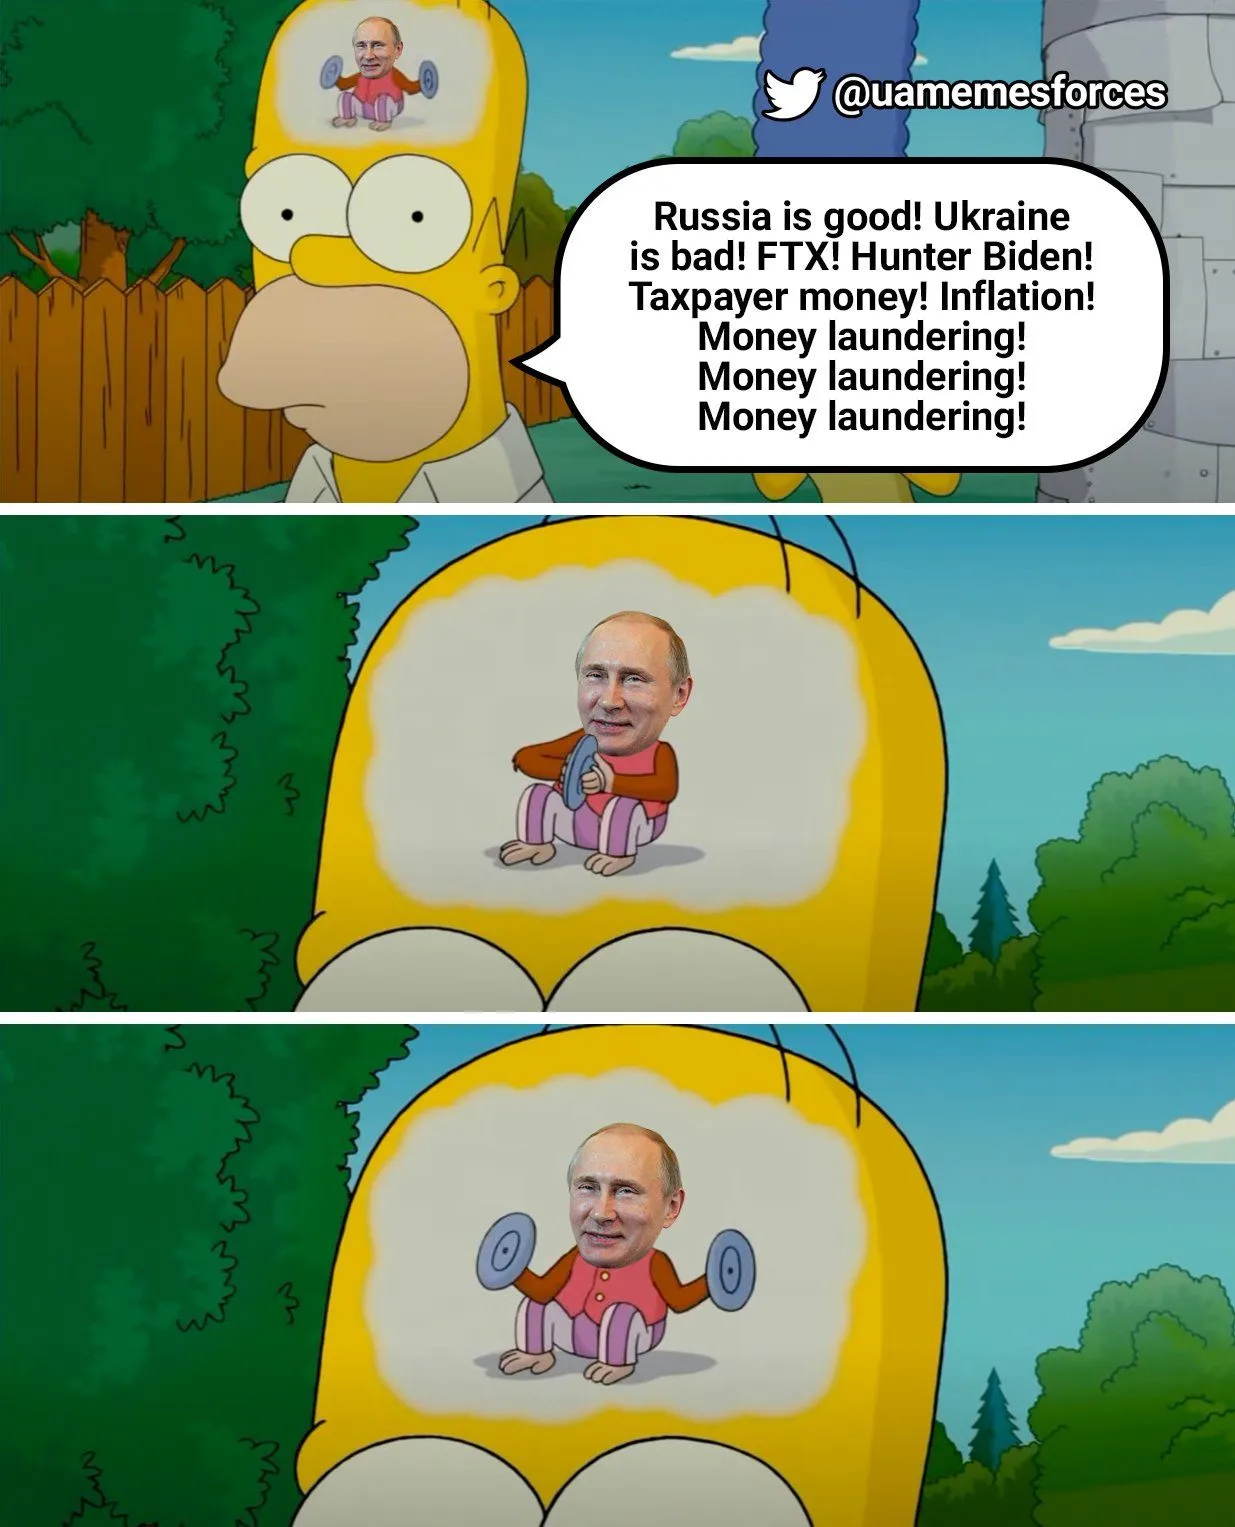 @uamemesforces
Russia is good! Ukraine
is bad! FTX! Hunter Biden!
Taxpayer money! Inflation!
Money laundering!
Money laundering!
Money laundering!